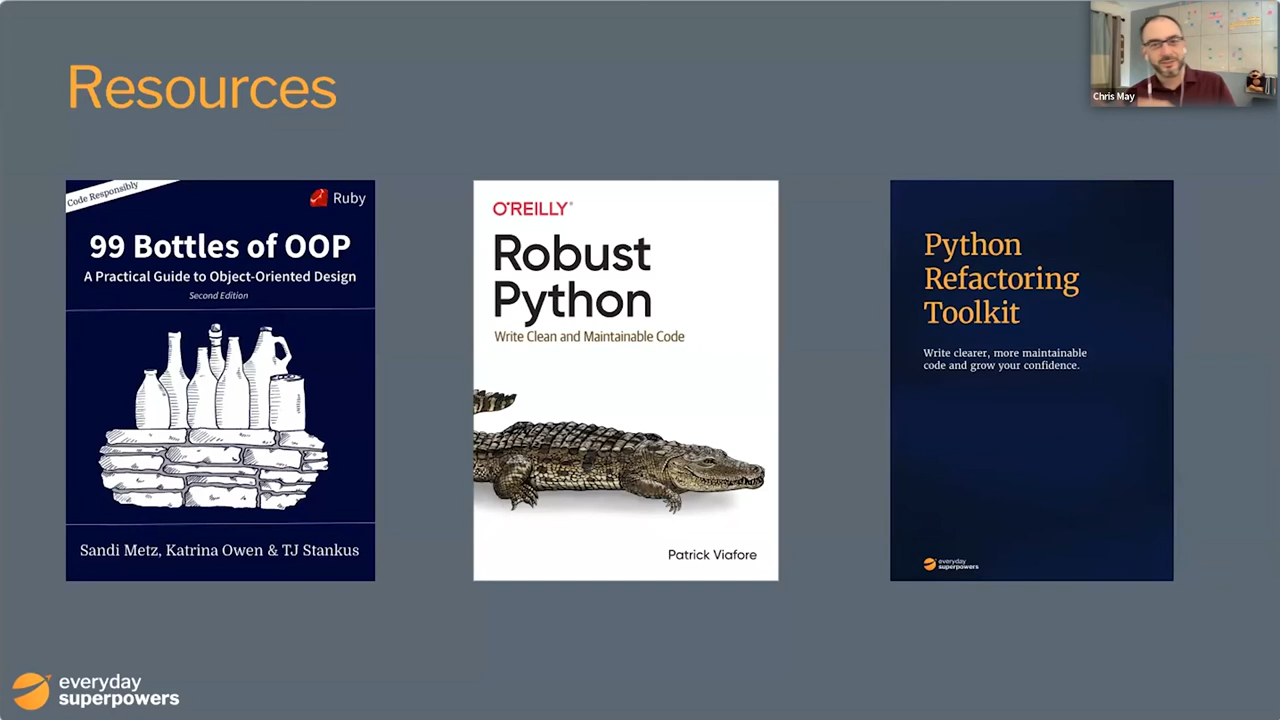 Resources
Chris May
Code Responsibly
Ruby
99 Bottles of OOP
A Practical Guide to Object-Oriented Design
Second Edition
Sandi Metz, Katrina Owen & TJ Stankus
O'REILLY®
Robust
Python
Write Clean and Maintainable Code
Patrick Viafore
Python
Refactoring
Toolkit
Write clearer, more maintainable
code and grow your confidence.
everyday
superpowers
everyday
superpowers